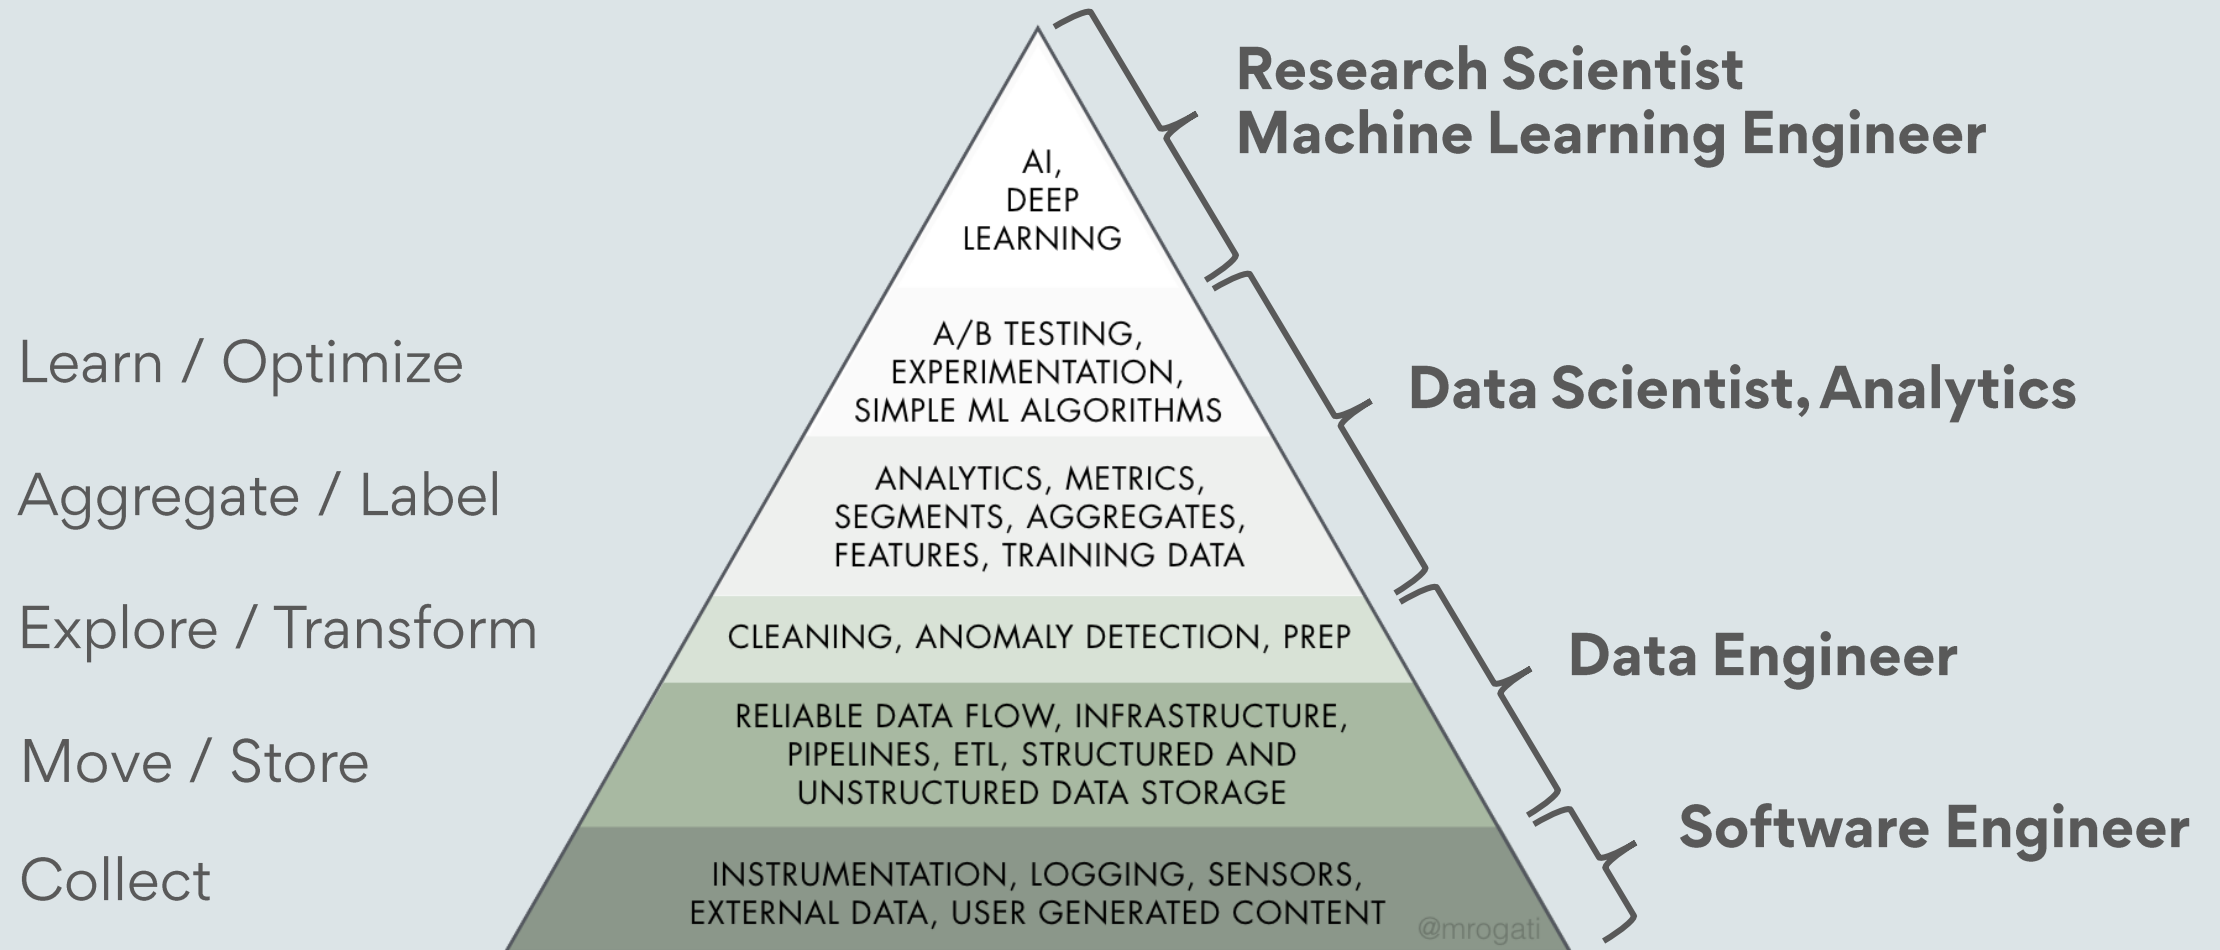 Research Scientist
Machine Learning Engineer
AI,
DEEP
LEARNING
Learn / Optimize
A/B TESTING,
EXPERIMENTATION,
SIMPLE ML ALGORITHMS
Data Scientist, Analytics
Aggregate / Label
ANALYTICS, METRICS,
SEGMENTS, AGGREGATES,
FEATURES, TRAINING DATA
Explore / Transform
CLEANING, ANOMALY DETECTION, PREP
Data Engineer
Move / Store
RELIABLE DATA FLOW, INFRASTRUCTURE,
PIPELINES, ETL, STRUCTURED AND
UNSTRUCTURED DATA STORAGE
Software Engineer
Collect
INSTRUMENTATION, LOGGING, SENSORS,
EXTERNAL DATA, USER GENERATED CONTENT
@mrogati